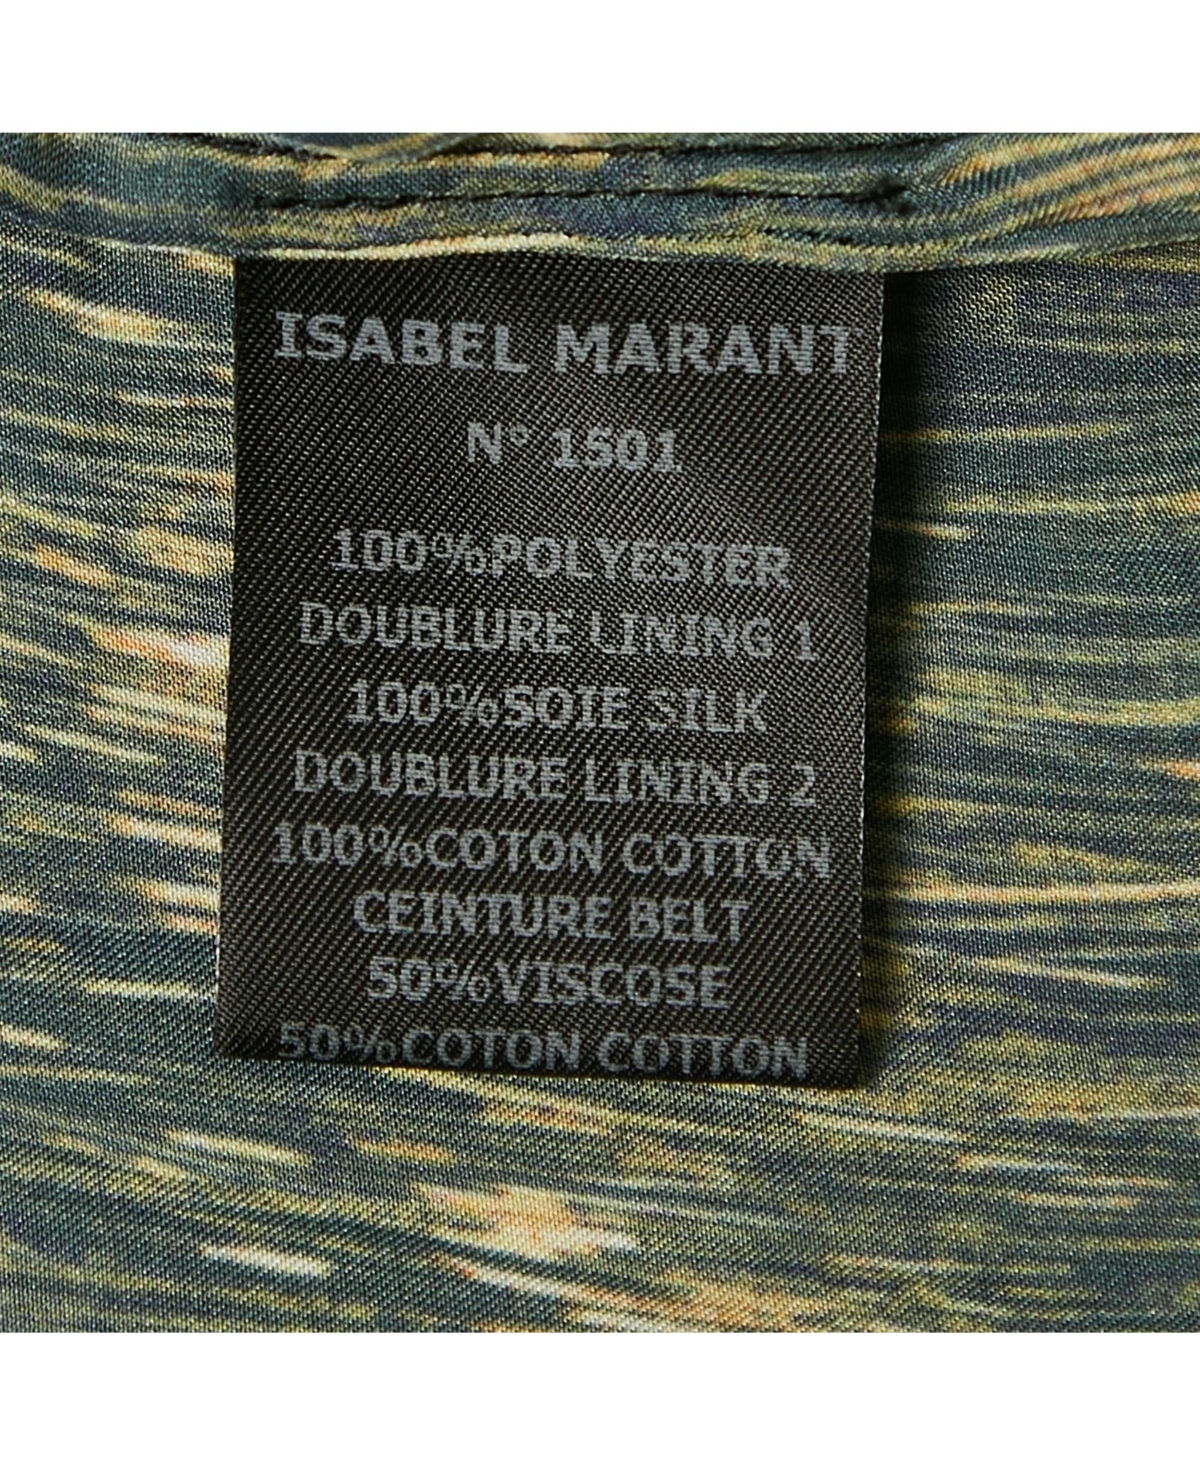 ISABEL MARANT
N° 1501
100%POLYESTER
DOUBLURE LINING 1
100%SOIE SILK
DOUBLURE LINING 2
100%COTON COTTON
CEINTURE BELT
50%VISCOSE
50%COTON COTTON